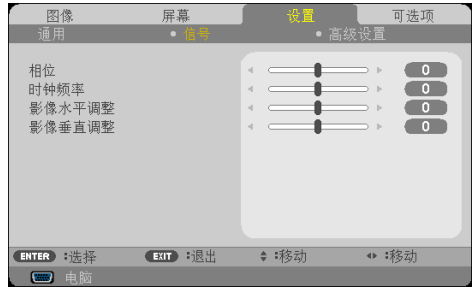 图像 屏幕 设置 可选项
通用 • 信号 • 高级设置
相位 0
时钟频率 0
影像水平调整 0
影像垂直调整 0
ENTER :选择 EXIT :退出 :移动 :移动
电脑